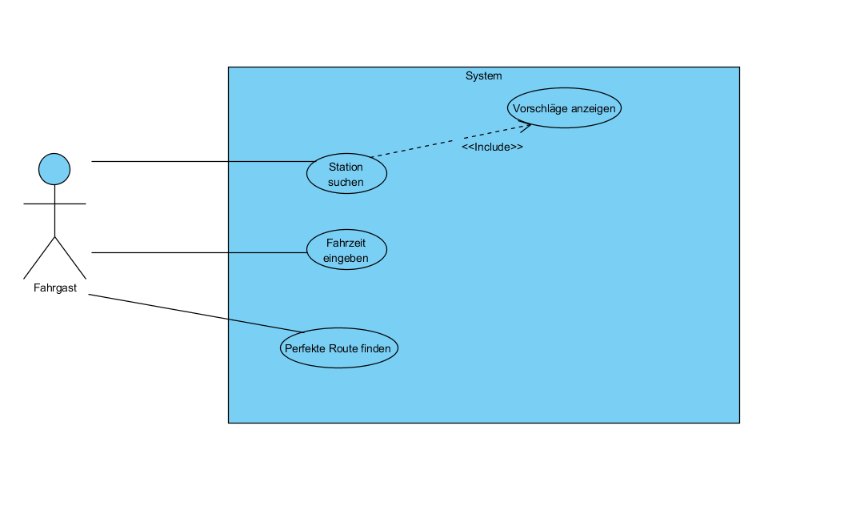 System
Vorschläge anzeigen
<<Include>>
Station
suchen
Fahrzeit
eingeben
Fahrgast
Perfekte Route finden